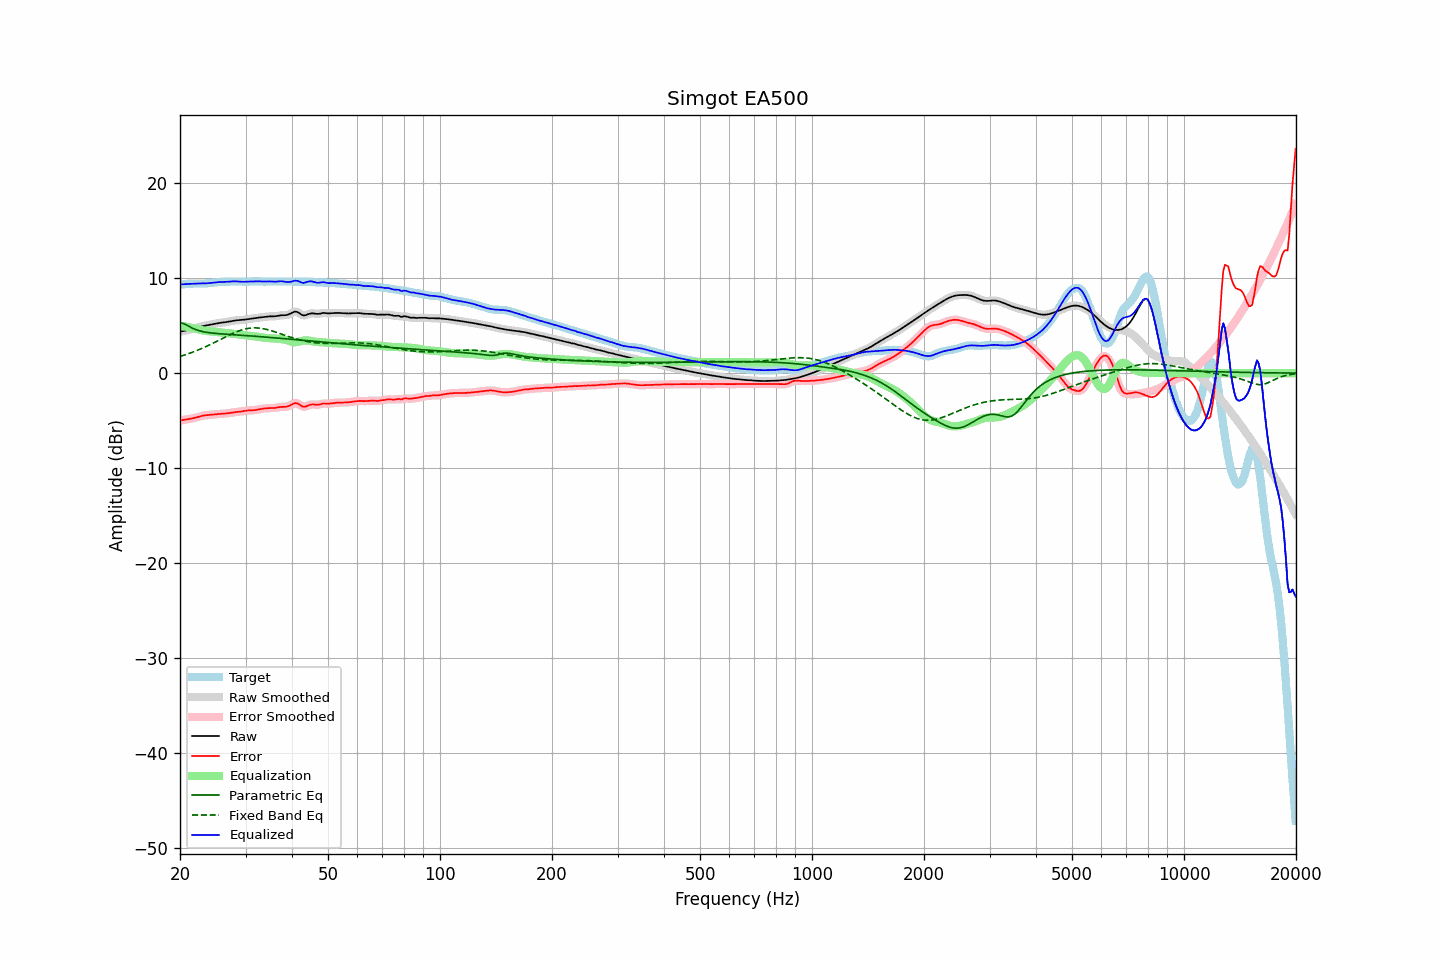 Simgot EA500
Amplitude (dBr)
20
10
0
−10
−20
−30
−40
−50
Target
Raw Smoothed
Error Smoothed
Raw
Error
Equalization
Parametric Eq
Fixed Band Eq
Equalized
20 50 100 200 500 1000 2000 5000 10000 20000
Frequency (Hz)